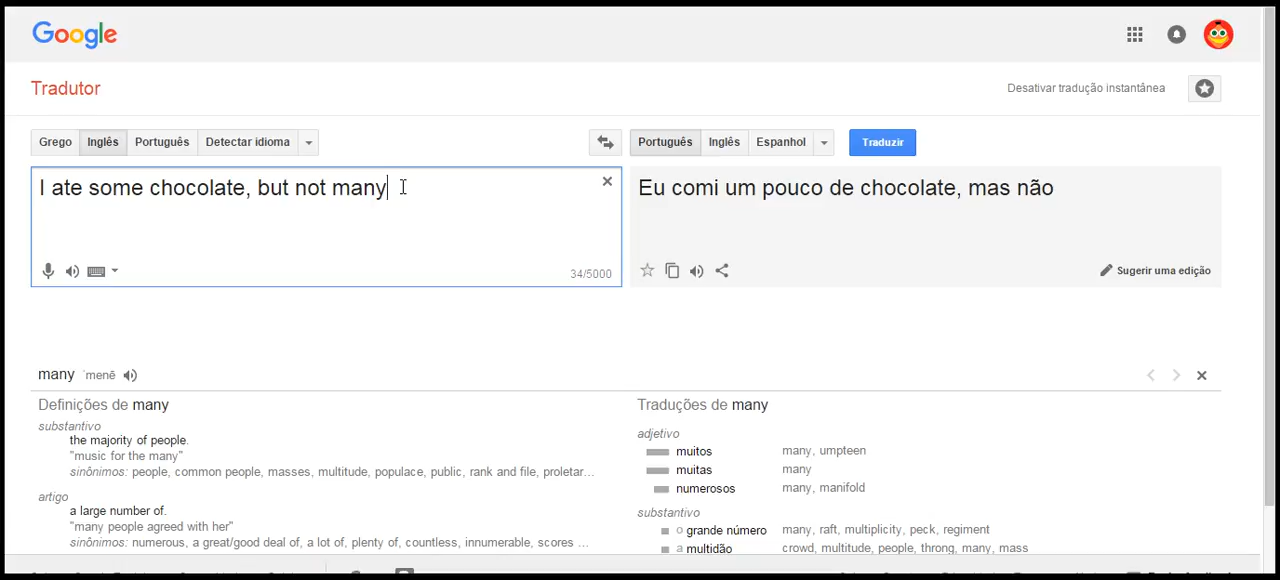 Google
Tradutor
Desativar tradução instantânea
Grego Inglês Português Detectar idioma
Português Inglês Espanhol Traduzir
I ate some chocolate, but not many
Eu comi um pouco de chocolate, mas não
34/5000
Sugerir uma edição
many ˈmenē
Definições de many
substantivo
the majority of people.
"music for the many"
sinônimos: people, common people, masses, multitude, populace, public, rank and file, proletar...
artigo
a large number of.
"many people agreed with her"
sinônimos: numerous, a great/good deal of, a lot of, plenty of, countless, innumerable, scores ...
Traduções de many
adjetivo
muitos many, umpteen
muitas many
numerosos many, manifold
substantivo
o grande número many, raft, multiplicity, peck, regiment
a multidão crowd, multitude, people, throng, many, mass